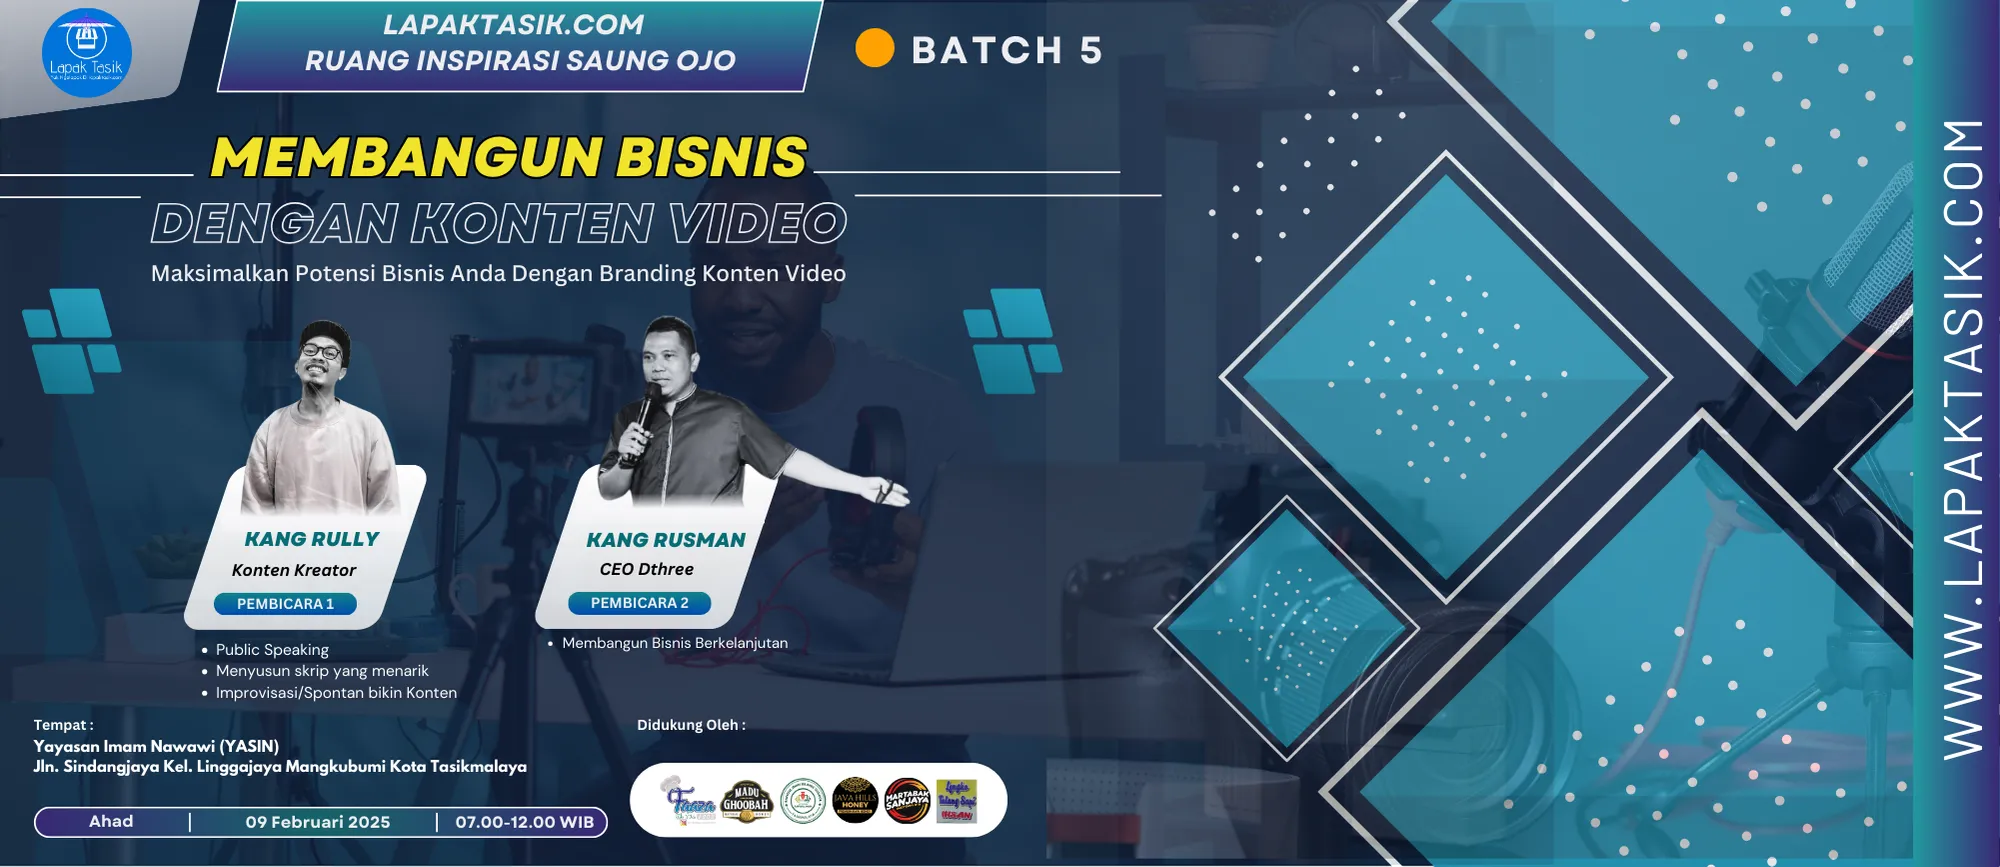 Lapak Tasik
LAPAKTASIK.COM
RUANG INSPIRASI SAUNG OJO
BATCH 5
MEMBANGUN BISNIS
DENGAN KONTEN VIDEO
Maksimalkan Potensi Bisnis Anda Dengan Branding Konten Video
KANG RULLY
Konten Kreator
PEMBICARA 1
• Public Speaking
• Menyusun skrip yang menarik
• Improvisasi/Spontan bikin Konten
KANG RUSMAN
CEO Dthree
PEMBICARA 2
• Membangun Bisnis Berkelanjutan
Tempat :
Yayasan Imam Nawawi (YASIN)
Jln. Sindangjaya Kel. Linggajaya Mangkubumi Kota Tasikmalaya
Ahad | 09 Februari 2025 | 07.00-12.00 WIB
Didukung Oleh :
Faaza
MADU
GHOOBAH
JAVA HILLS
HONEY
MARTABAK
SANJAYA
WWW.LAPAKTASIK.COM